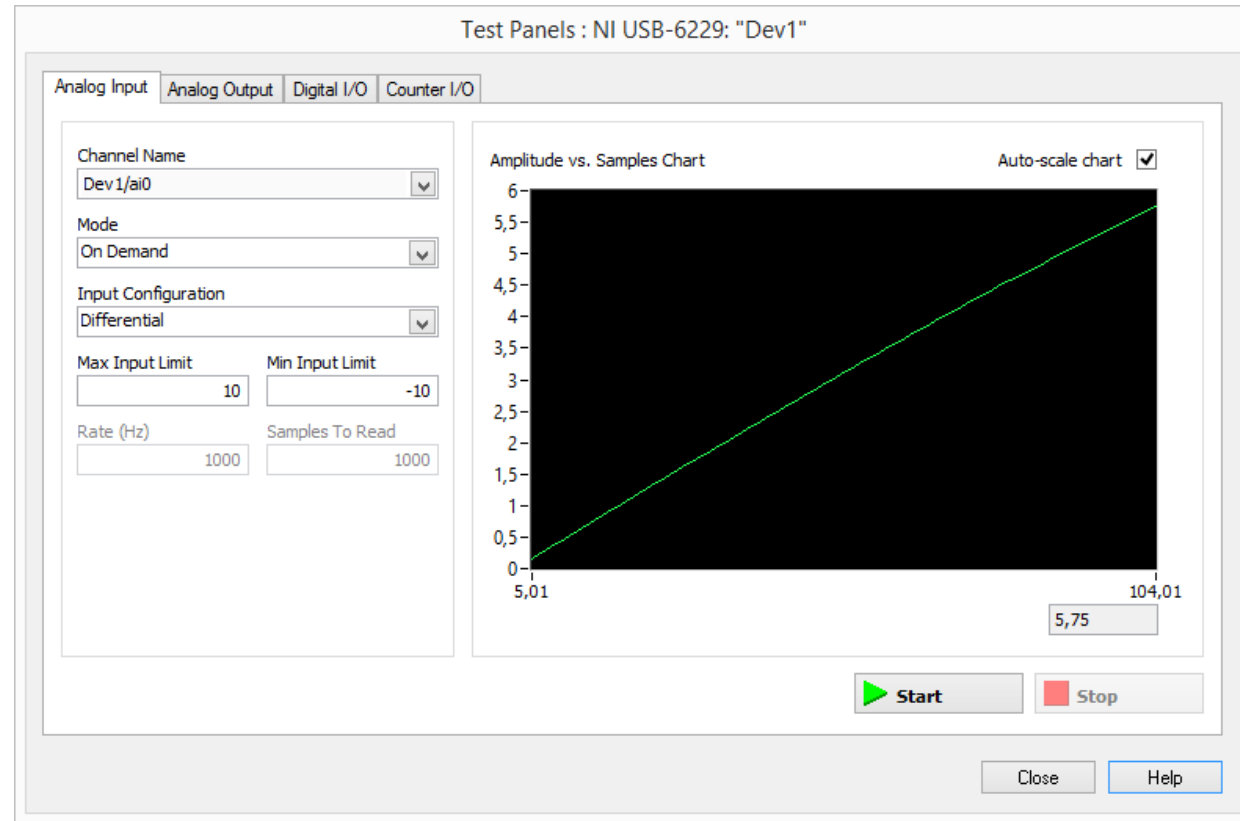 Test Panels : NI USB-6229: "Dev1"
Analog Input Analog Output Digital I/O Counter I/O
Channel Name
Dev1/ai0
Mode
On Demand
Input Configuration
Differential
Max Input Limit Min Input Limit
10 -10
Rate (Hz) Samples To Read
1000 1000
Amplitude vs. Samples Chart Auto-scale chart
6
5,5
5
4,5
4
3,5
3
2,5
2
1,5
1
0,5
0
5,01 104,01
5,75
Start Stop
Close Help